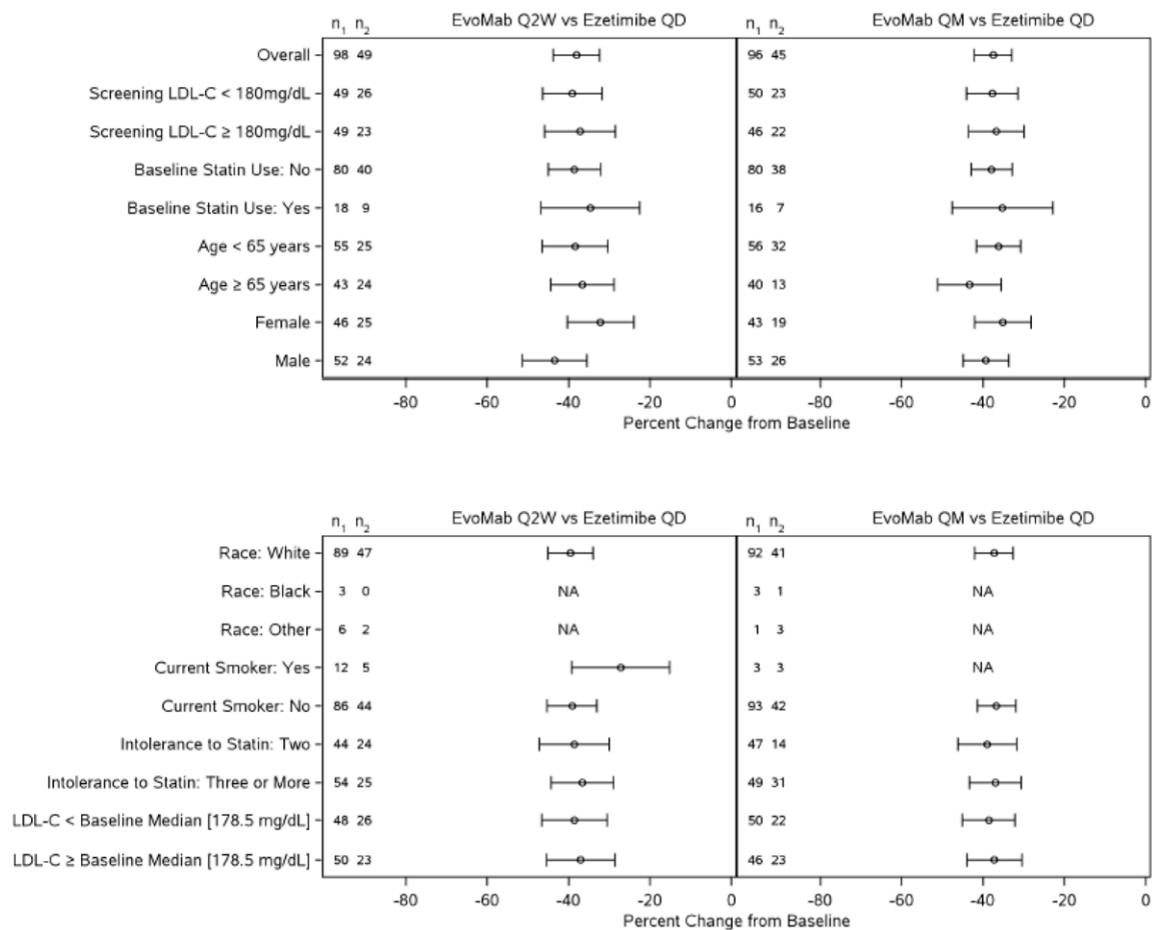 n1 n2 EvoMab Q2W vs Ezetimibe QD n1 n2 EvoMab QM vs Ezetimibe QD
Overall 98 49 96 45
Screening LDL-C < 180mg/dL 49 26 50 23
Screening LDL-C ≥ 180mg/dL 49 23 46 22
Baseline Statin Use: No 80 40 80 38
Baseline Statin Use: Yes 18 9 16 7
Age < 65 years 55 25 56 32
Age ≥ 65 years 43 24 40 13
Female 46 25 43 19
Male 52 24 53 26
-80 -60 -40 -20 0 -80 -60 -40 -20 0
Percent Change from Baseline
n1 n2 EvoMab Q2W vs Ezetimibe QD n1 n2 EvoMab QM vs Ezetimibe QD
Race: White 89 47 92 41
Race: Black 3 0 NA 3 1 NA
Race: Other 6 2 NA 1 3 NA
Current Smoker: Yes 12 5 3 3 NA
Current Smoker: No 86 44 93 42
Intolerance to Statin: Two 44 24 47 14
Intolerance to Statin: Three or More 54 25 49 31
LDL-C < Baseline Median [178.5 mg/dL] 48 26 50 22
LDL-C ≥ Baseline Median [178.5 mg/dL] 50 23 46 23
-80 -60 -40 -20 0 -80 -60 -40 -20 0
Percent Change from Baseline